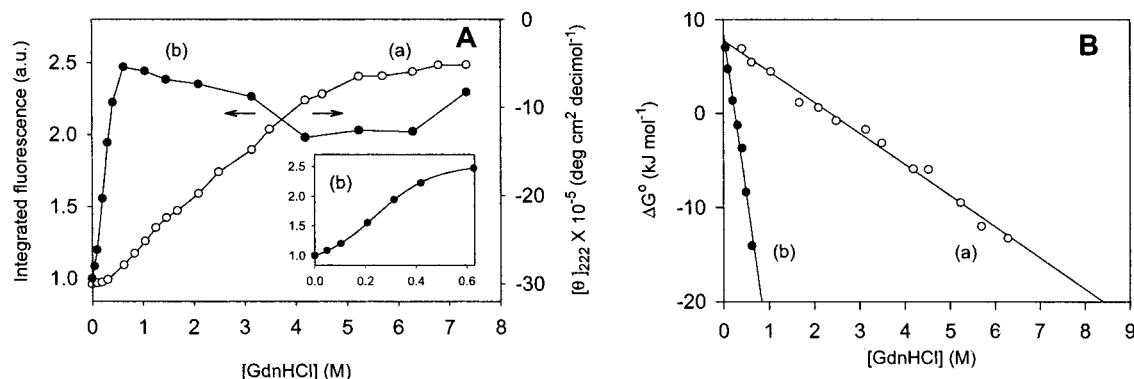 A
Integrated fluorescence (a.u.)
2.5
2.0
1.5
1.0
(b)
(a)
0
-10
-20
-30
[θ]222 X 10-5 (deg cm2 decimol-1)
(b)
2.5
2.0
1.5
1.0
0.0 0.2 0.4 0.6
0 1 2 3 4 5 6 7 8
[GdnHCl] (M)
B
ΔGo (kJ mol-1)
10
0
-10
-20
(b)
(a)
0 1 2 3 4 5 6 7 8 9
[GdnHCl] (M)